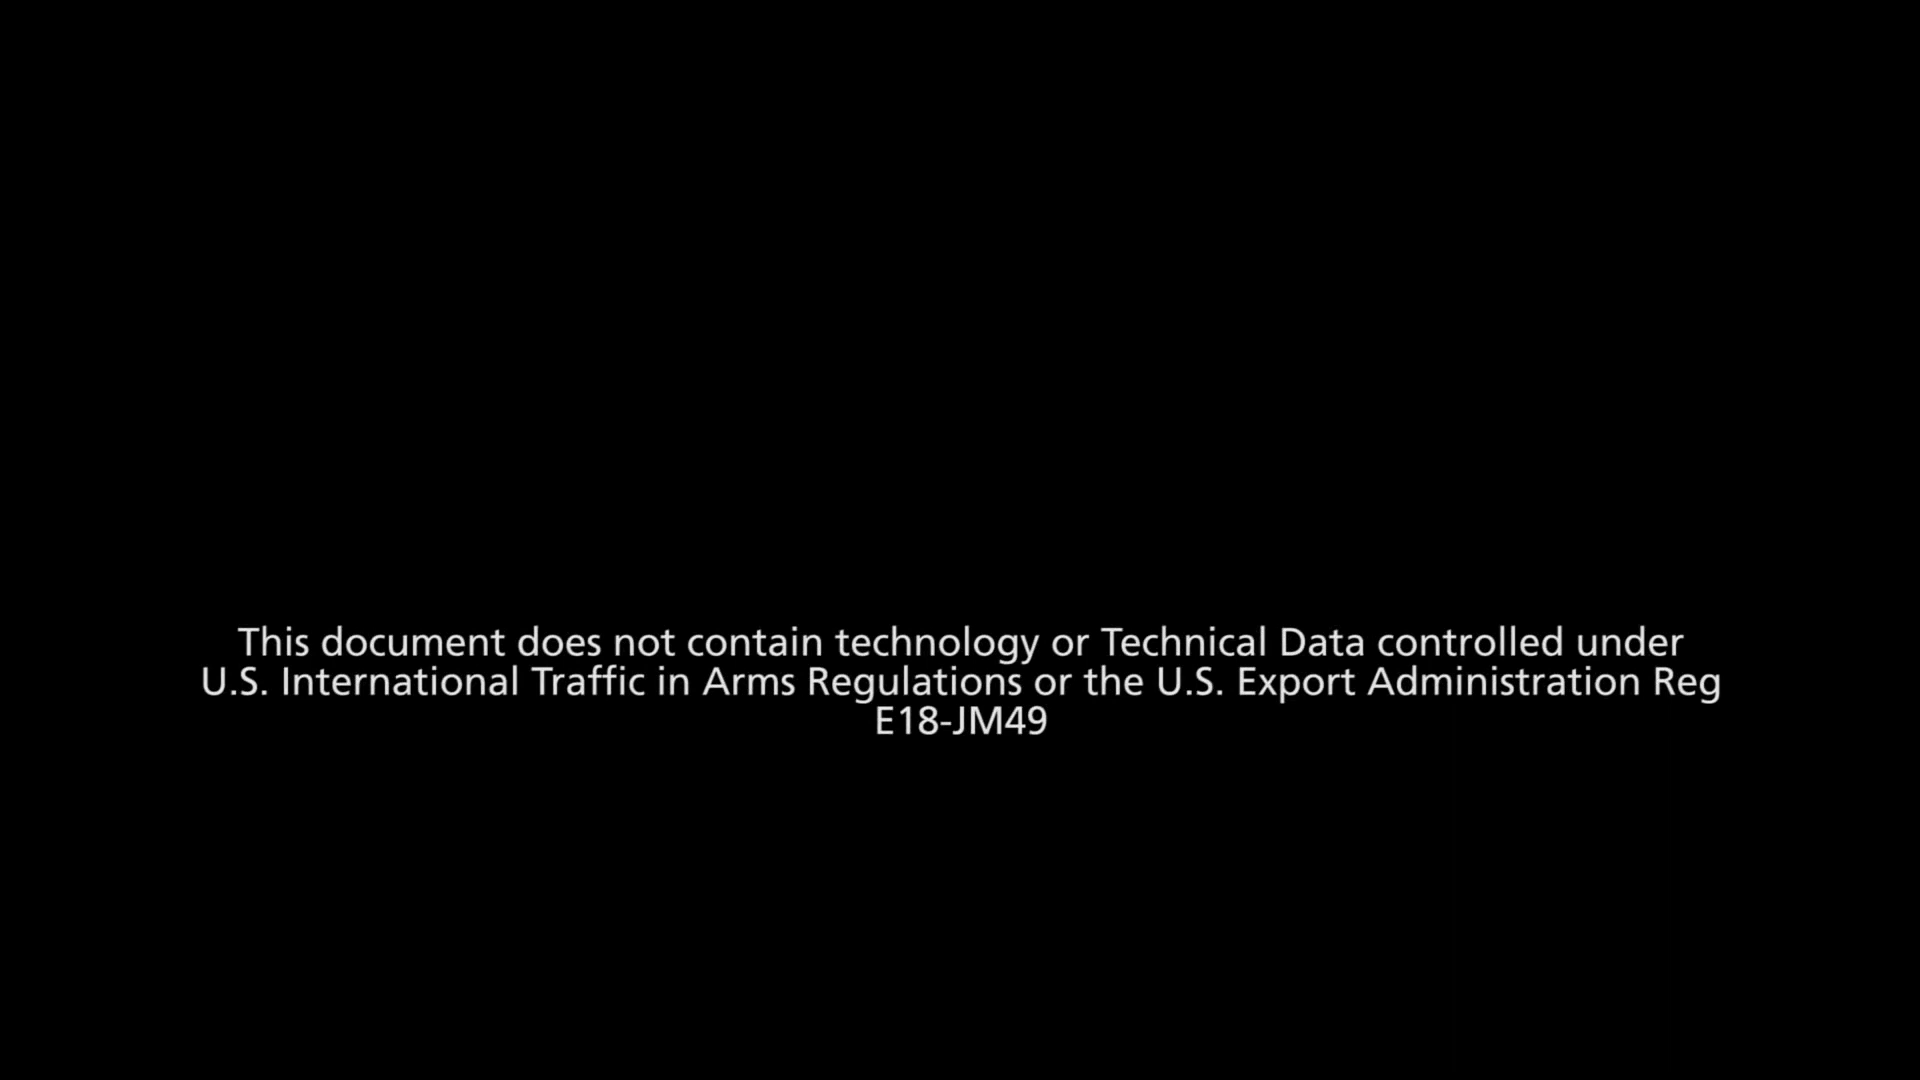 This document does not contain technology or Technical Data controlled under
U.S. International Traffic in Arms Regulations or the U.S. Export Administration Reg
E18-JM49